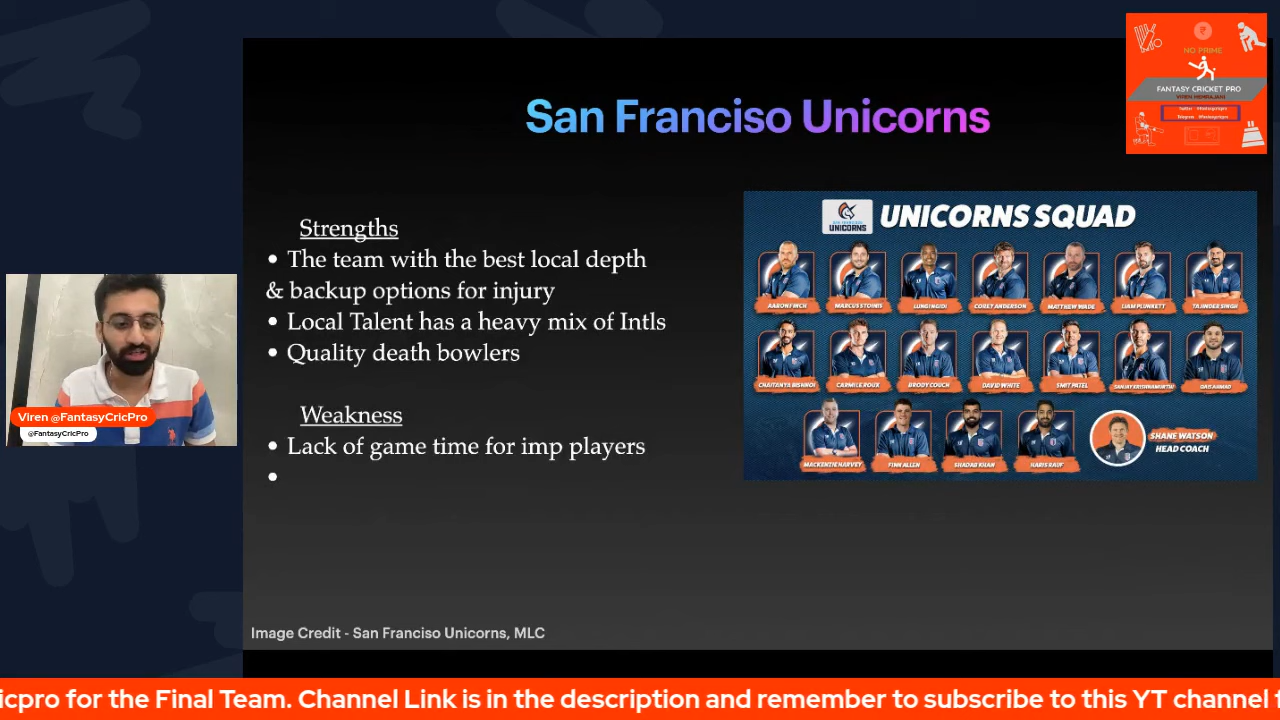 San Franciso Unicorns
NO PRIME
FANTASY CRICKET PRO
VIREN HEMRAJANI
Strengths
• The team with the best local depth
& backup options for injury
• Local Talent has a heavy mix of Intls
• Quality death bowlers
Weakness
• Lack of game time for imp players
•
UNICORNS
UNICORNS SQUAD
AARON FINCH
MARCUS STOINIS
LUNGI NGIDI
COREY ANDERSON
MATTHEW WADE
LIAM PLUNKETT
TAJINDER SINGH
CHAITANYA BISHNOI
CARMI LE ROUX
BRODY COUCH
DAVID WHITE
SMIT PATEL
SANJAY KRISHNAMURTHI
QAIS AHMAD
MACKENZIE HARVEY
FINN ALLEN
SHADAB KHAN
HARIS RAUF
SHANE WATSON
HEAD COACH
Viren @FantasyCricPro
@FantasyCricPro
Image Credit - San Franciso Unicorns, MLC
icpro for the Final Team. Channel Link is in the description and remember to subscribe to this YT channel